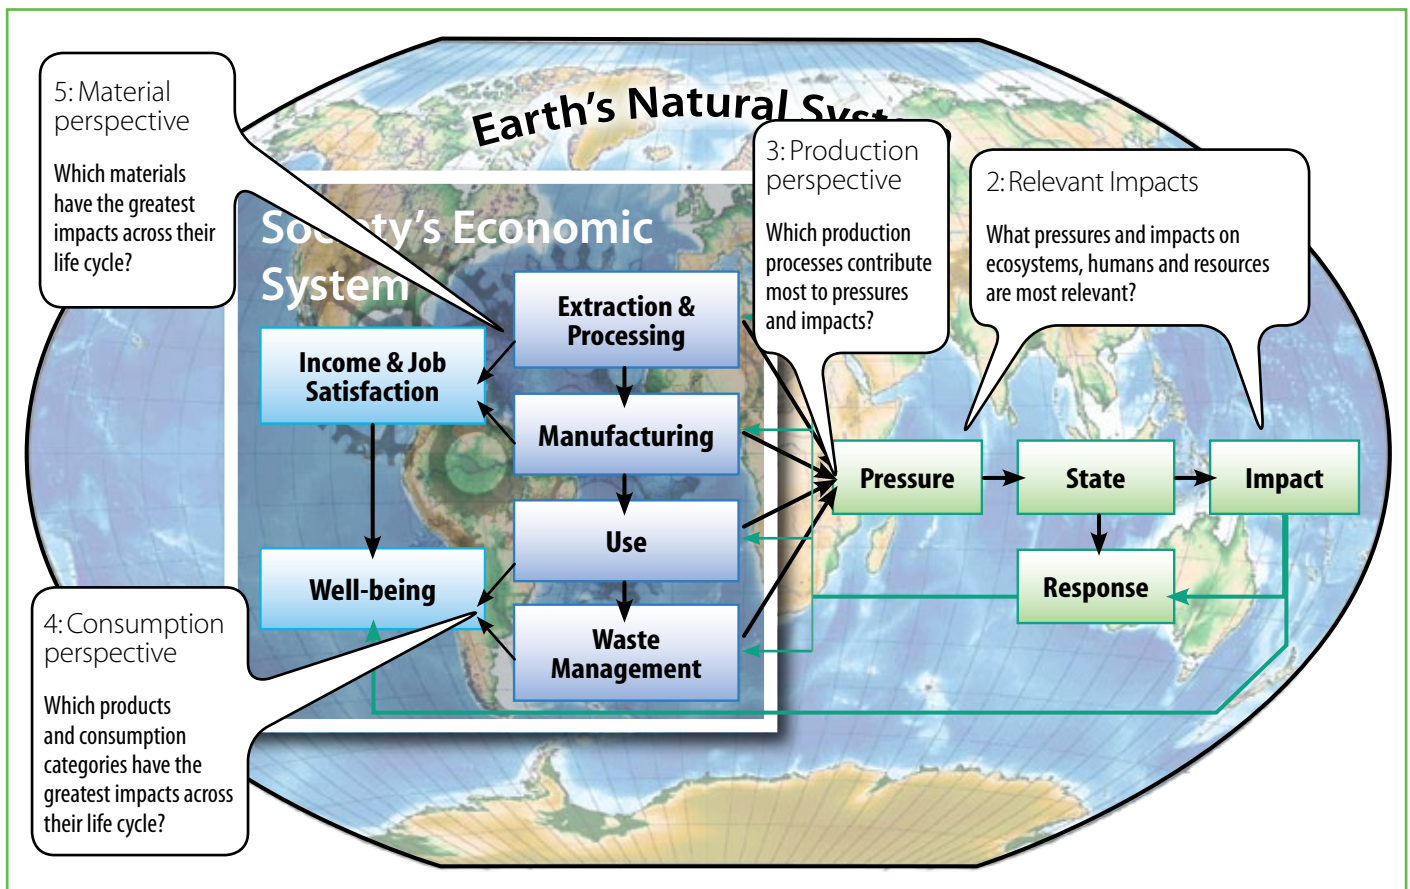 5: Material
perspective
Which materials
have the greatest
impacts across their
life cycle?
Earth's Natural
3: Production
perspective
Which production
processes contribute
most to pressures
and impacts?
2: Relevant Impacts
What pressures and impacts on
ecosystems, humans and resources
are most relevant?
Society's Economic
System
Extraction &
Processing
Income & Job
Satisfaction
Manufacturing
Pressure
State
Impact
Use
Well-being
Response
Waste
Management
4: Consumption
perspective
Which products
and consumption
categories have the
greatest impacts across
their life cycle?